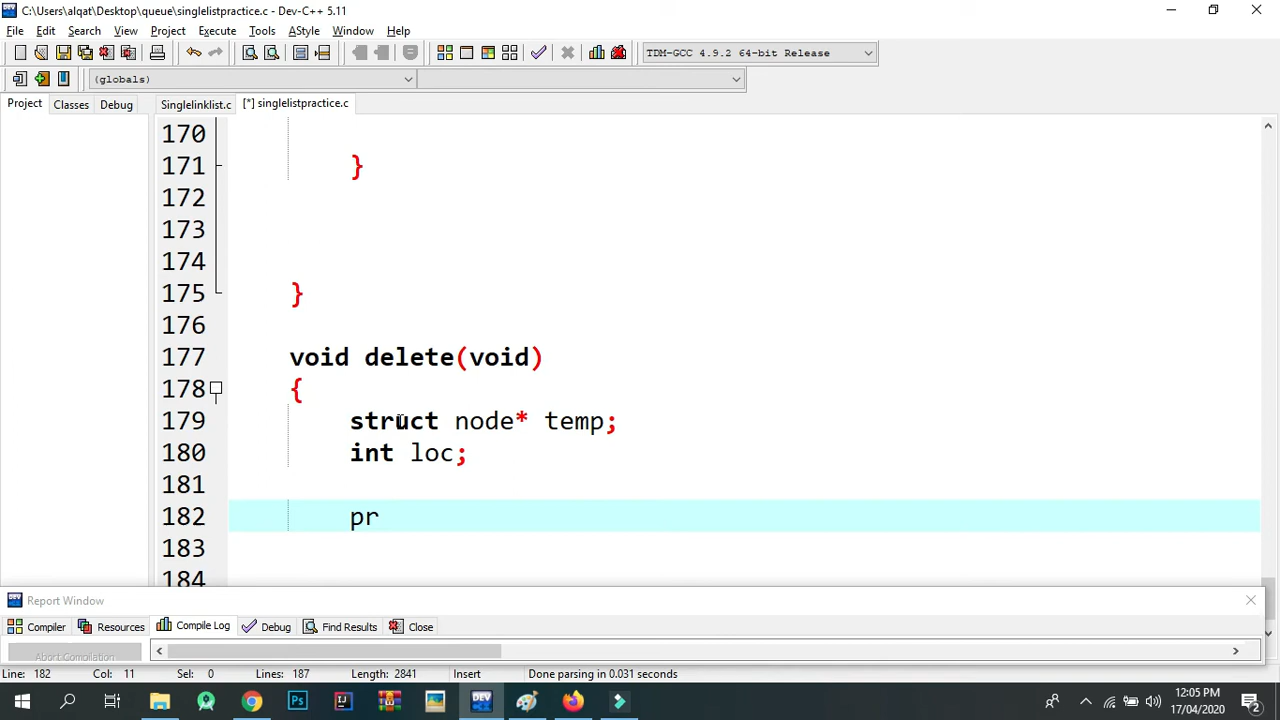 C:\Users\alqat\Desktop\queue\singlelistpractice.c - Dev-C++ 5.11
File Edit Search View Project Execute Tools AStyle Window Help
TDM-GCC 4.9.2 64-bit Release
(globals)
Project Classes Debug Singlelinklist.c [*] singlelistpractice.c
170
171 }
172
173
174
175 }
176
177 void delete(void)
178 {
179 struct node* temp;
180 int loc;
181
182 pr
183
184
Report Window
Compiler Resources Compile Log Debug Find Results Close
Abort Compilation
Line: 182 Col: 11 Sel: 0 Lines: 187 Length: 2841 Insert Done parsing in 0.031 seconds
Ps
12:05 PM
17/04/2020
2